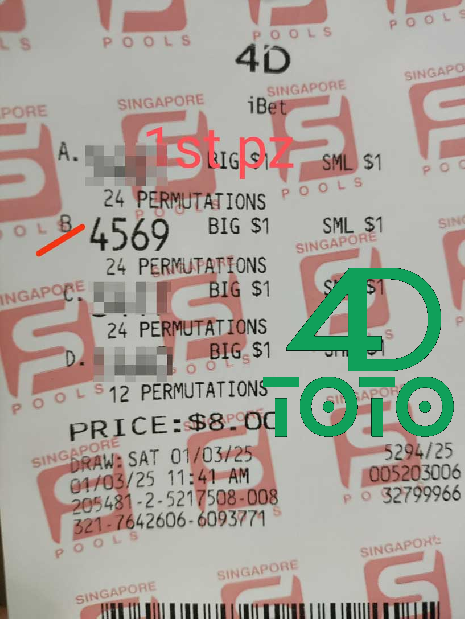 4D
iBet
1st pz
A. BIG $1 SML $1
24 PERMUTATIONS
B 4569 BIG $1 SML $1
24 PERMUTATIONS
C. BIG $1 $1
24 PERMUTATIONS
D. BIG $1 $1
12 PERMUTATIONS
4D
TOTO
PRICE:$8.00
DRAW: SAT 01/03/25 5294/25
01/03/25 11:41 AM 005203006
205481-2-5217508-008 32799966
321-7642606-6093771
SINGAPORE
POOLS